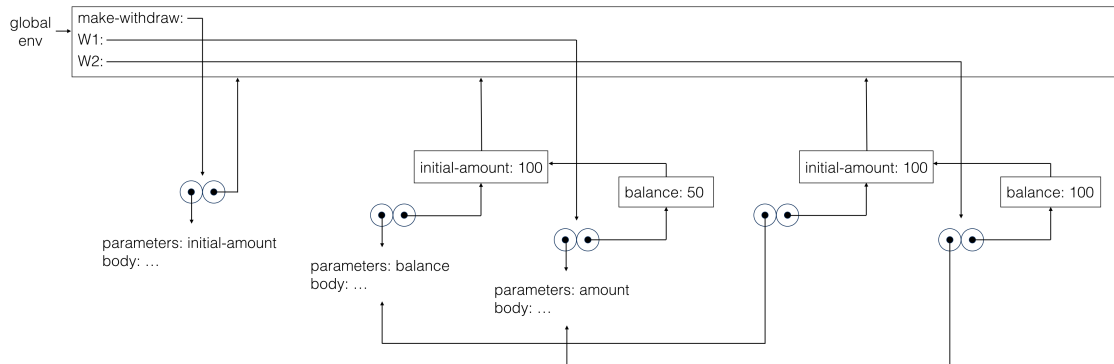 global
env
make-withdraw:
W1:
W2:
initial-amount: 100
balance: 50
initial-amount: 100
balance: 100
parameters: initial-amount
body: …
parameters: balance
body: …
parameters: amount
body: …